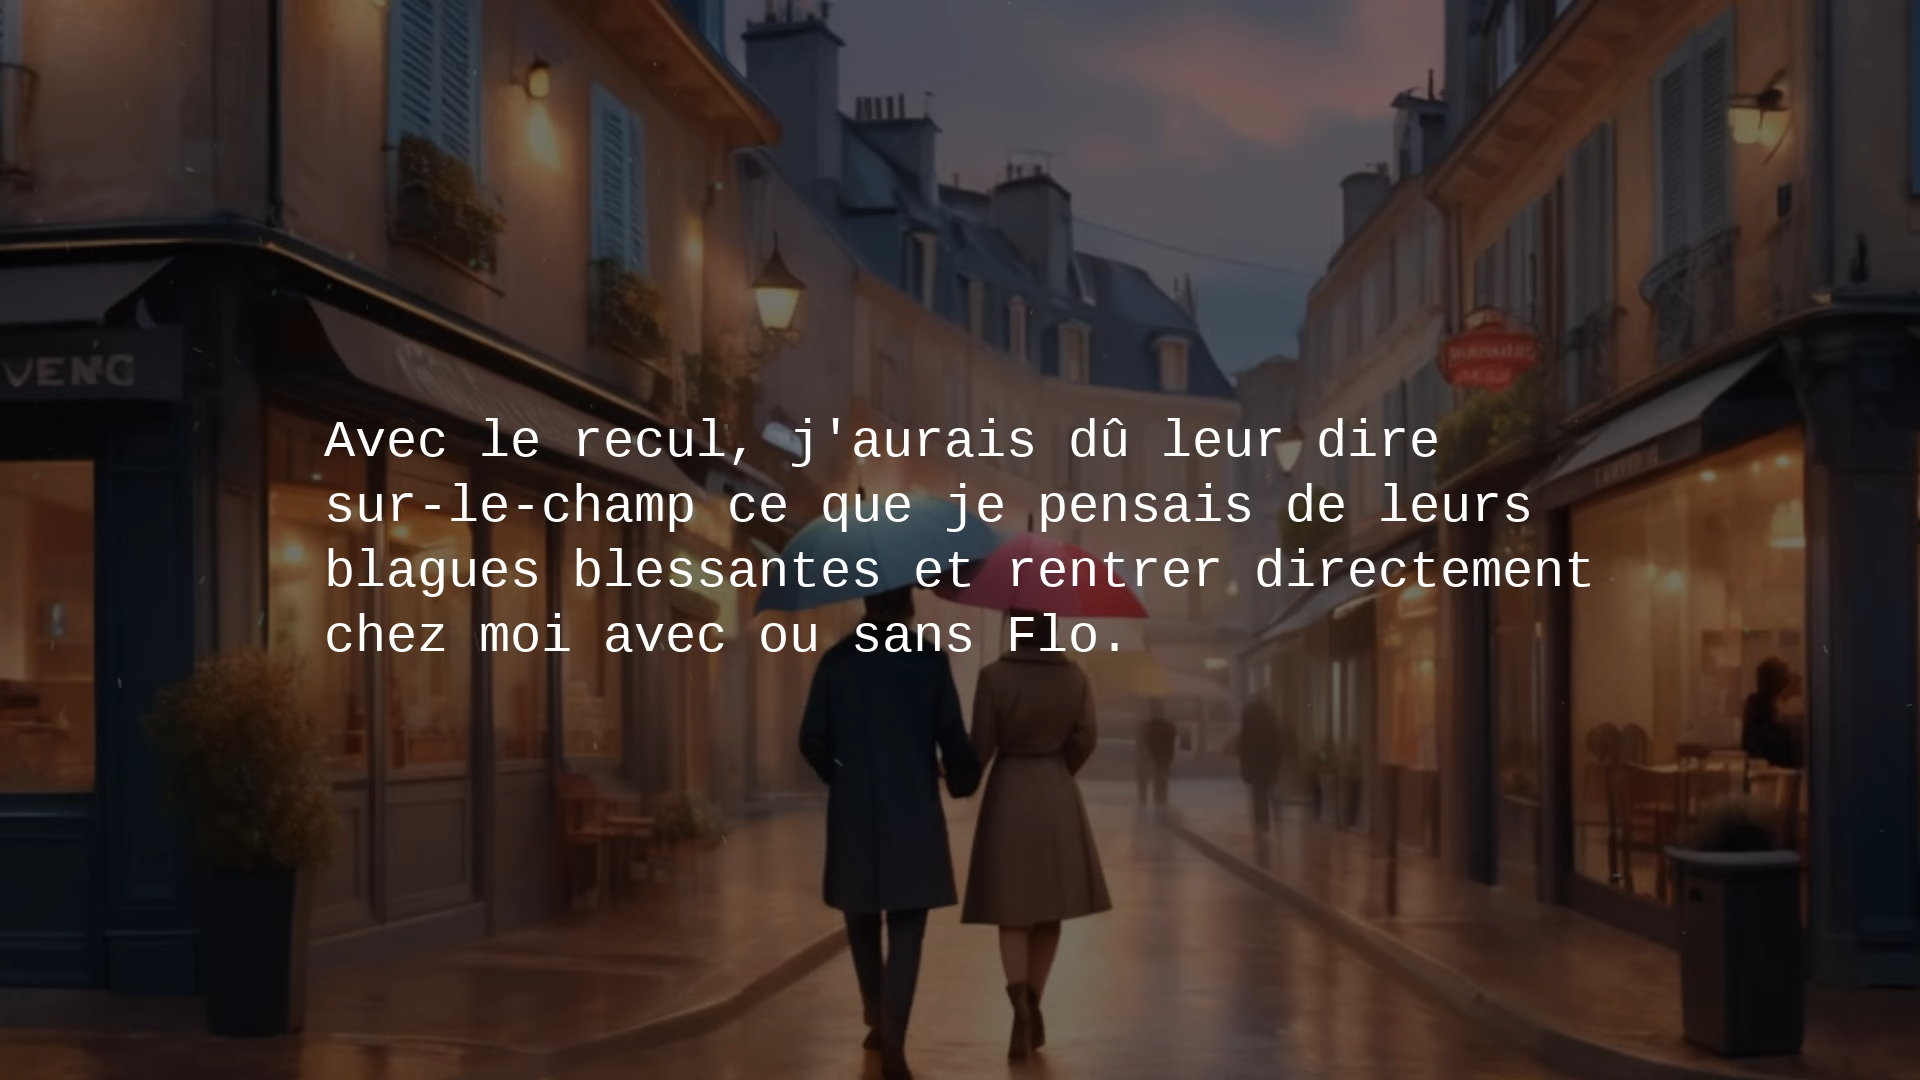 VENG
Avec le recul, j'aurais dû leur dire
sur-le-champ ce que je pensais de leurs
blagues blessantes et rentrer directement
chez moi avec ou sans Flo.